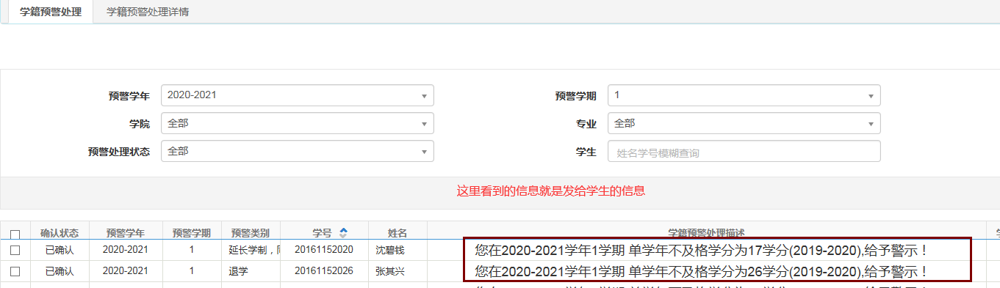 学籍预警处理 学籍预警处理详情
预警学年 2020-2021 预警学期 1
学院 全部 专业 全部
预警处理状态 全部 学生 姓名学号模糊查询
这里看到的信息就是发给学生的信息
确认状态 预警学年 预警学期 预警类别 学号 姓名 学籍预警处理描述
已确认 2020-2021 1 延长学制， 20161152020 沈碧钱 您在2020-2021学年1学期 单学年不及格学分为17学分(2019-2020),给予警示！
已确认 2020-2021 1 退学 20161152026 张其兴 您在2020-2021学年1学期 单学年不及格学分为26学分(2019-2020),给予警示！